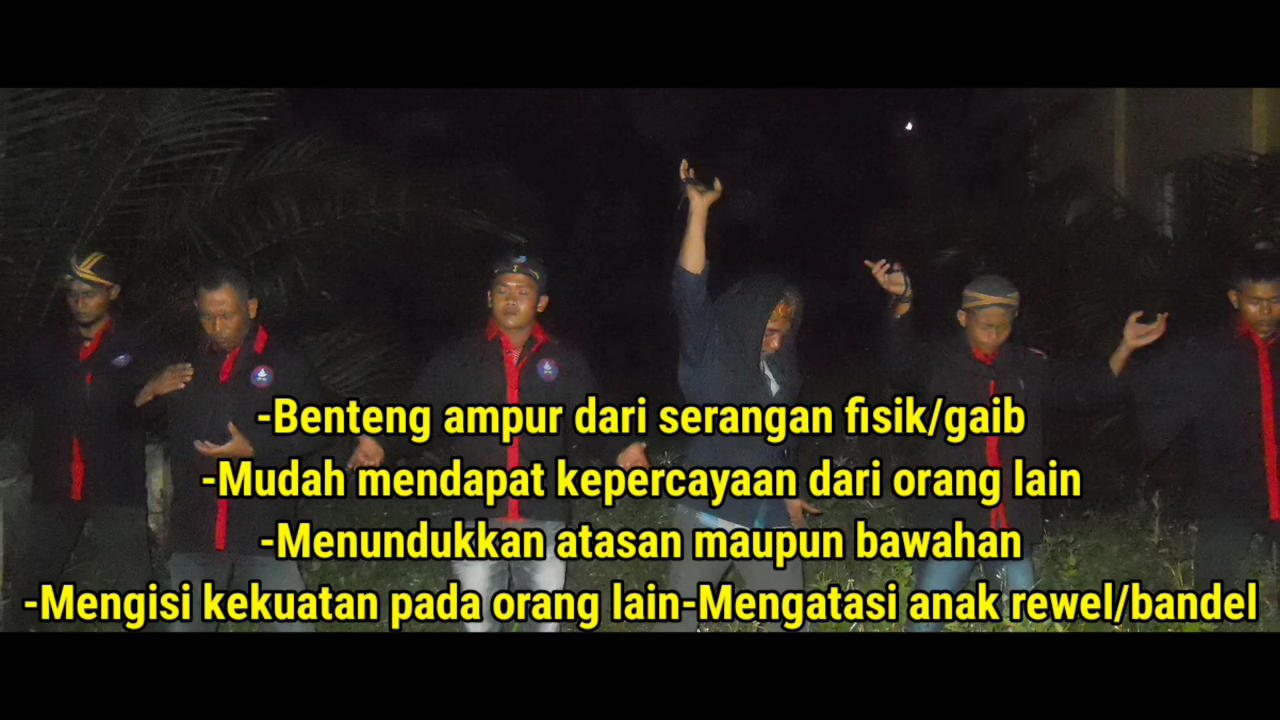 -Benteng ampur dari serangan fisik/gaib
-Mudah mendapat kepercayaan dari orang lain
-Menundukkan atasan maupun bawahan
-Mengisi kekuatan pada orang lain-Mengatasi anak rewel/bandel